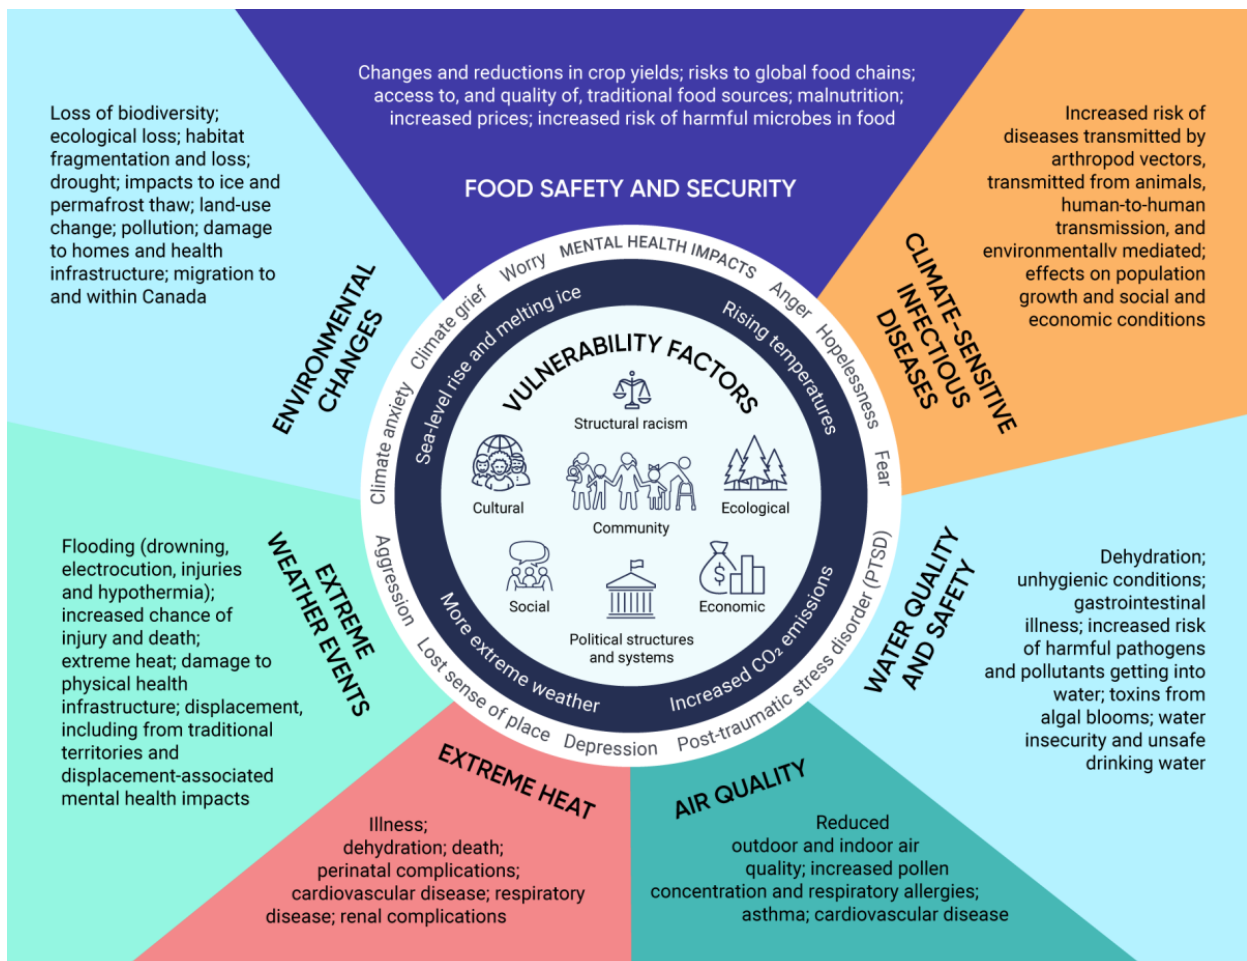 Changes and reductions in crop yields; risks to global food chains;
access to, and quality of, traditional food sources; malnutrition;
increased prices; increased risk of harmful microbes in food
FOOD SAFETY AND SECURITY
Increased risk of
diseases transmitted by
arthropod vectors,
transmitted from animals,
human-to-human
transmission, and
environmentally mediated;
effects on population
growth and social and
economic conditions
CLIMATE-SENSITIVE
INFECTIOUS
DISEASES
Dehydration;
unhygienic conditions;
gastrointestinal
illness; increased risk
of harmful pathogens
and pollutants getting into
water; toxins from
algal blooms; water
insecurity and unsafe
drinking water
WATER QUALITY
AND SAFETY
AIR QUALITY
Reduced
outdoor and indoor air
quality; increased pollen
concentration and respiratory allergies;
asthma; cardiovascular disease
EXTREME HEAT
Illness;
dehydration; death;
perinatal complications;
cardiovascular disease; respiratory
disease; renal complications
EXTREME
WEATHER EVENTS
Flooding (drowning,
electrocution, injuries
and hypothermia);
increased chance of
injury and death;
extreme heat; damage to
physical health
infrastructure; displacement,
including from traditional
territories and
displacement-associated
mental health impacts
Loss of biodiversity;
ecological loss; habitat
fragmentation and loss;
drought; impacts to ice and
permafrost thaw; land-use
change; pollution; damage
to homes and health
infrastructure; migration to
and within Canada
ENVIRONMENTAL
CHANGES
MENTAL HEALTH IMPACTS
Anger
Hopelessness
Fear
Post-traumatic stress disorder (PTSD)
Depression
Lost sense of place
Aggression
Climate anxiety
Climate grief
Worry
Rising temperatures
Increased CO₂ emissions
More extreme weather
Sea-level rise and melting ice
VULNERABILITY FACTORS
Structural racism
Cultural
Community
Ecological
Social
Political structures
and systems
Economic
$